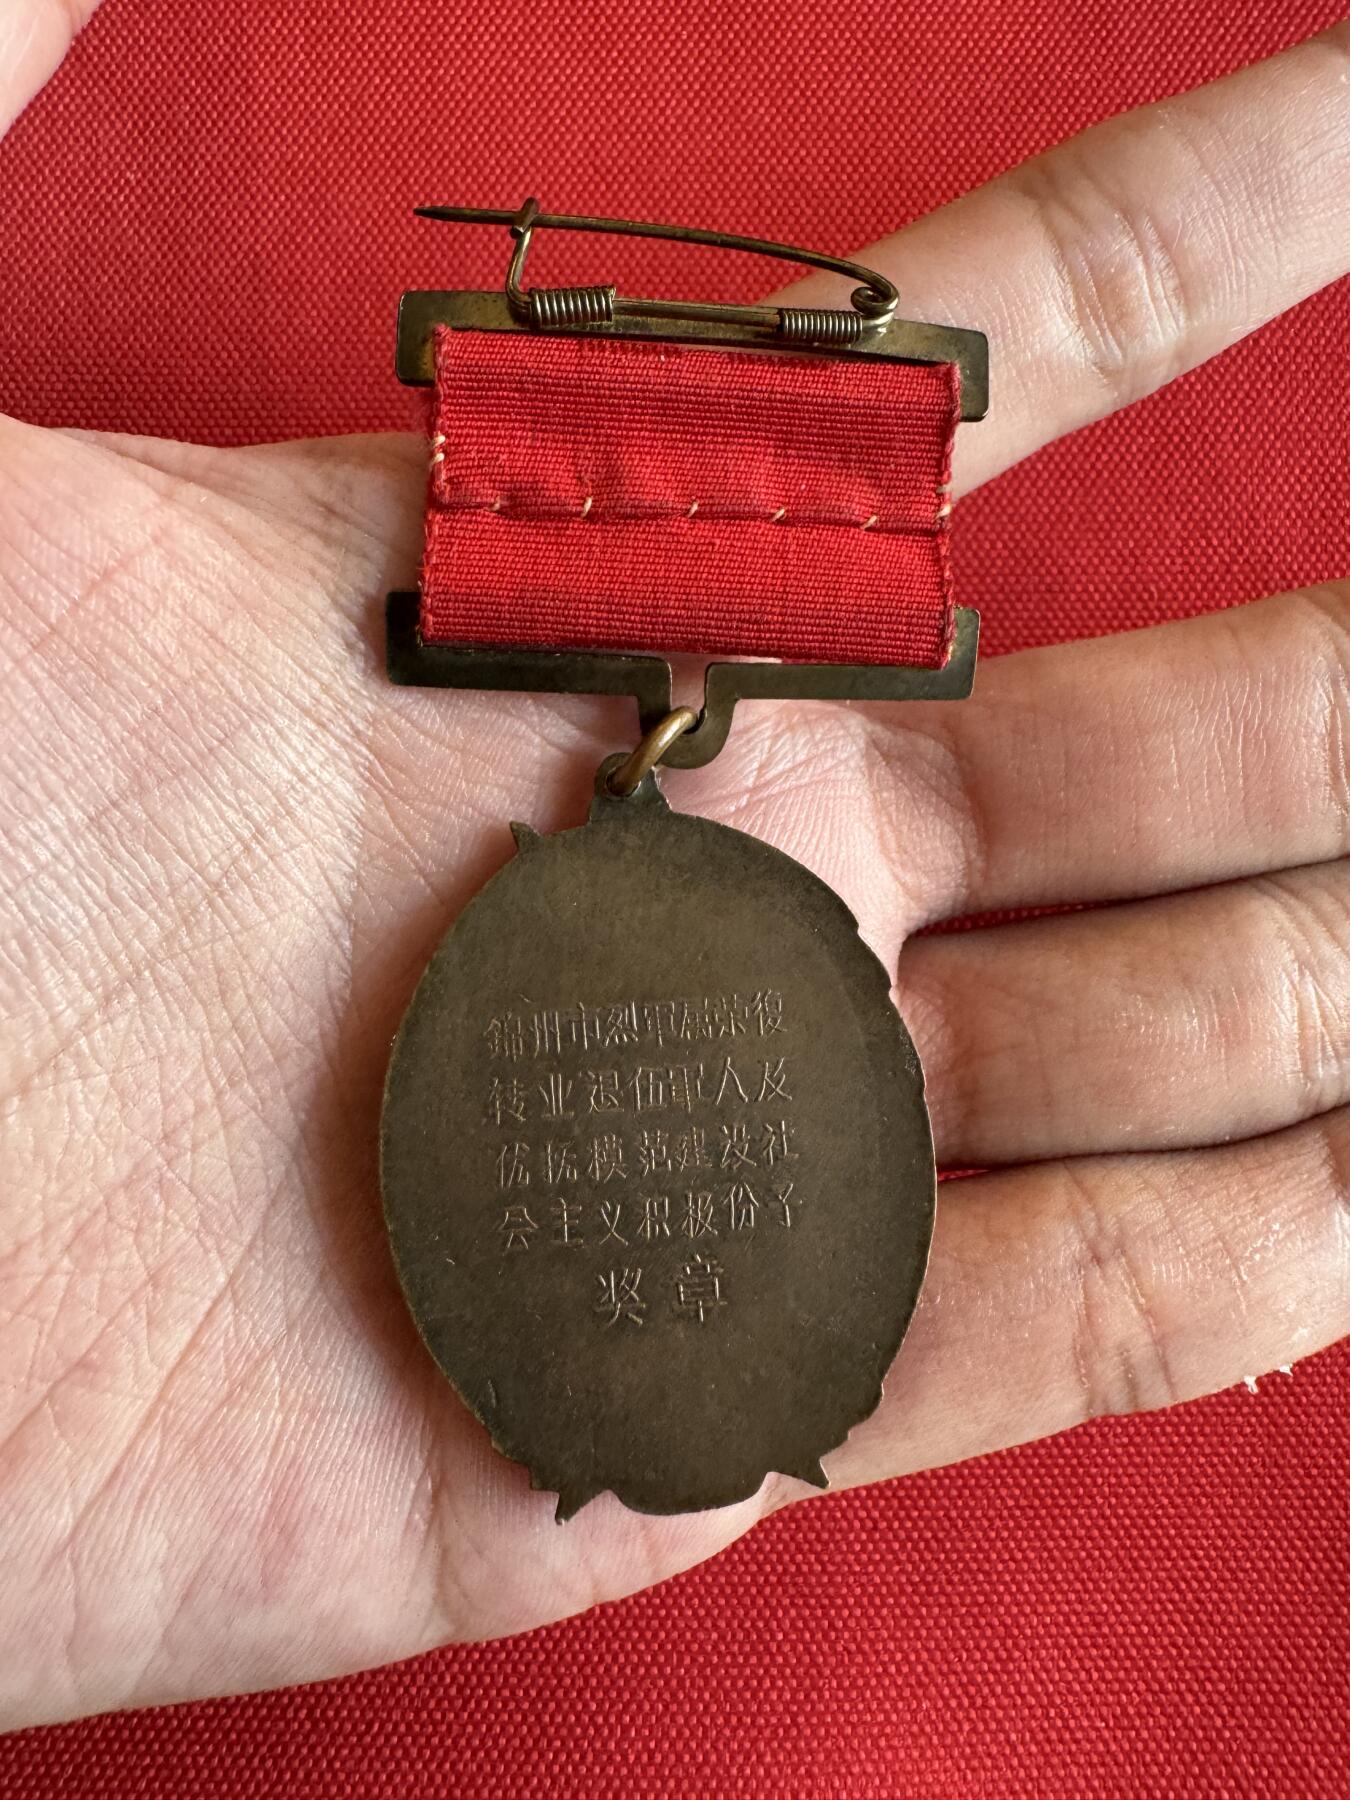 錦州市烈軍属荣復
转业退伍軍人及
优抚模范建设社
会主义积极份子
奖章